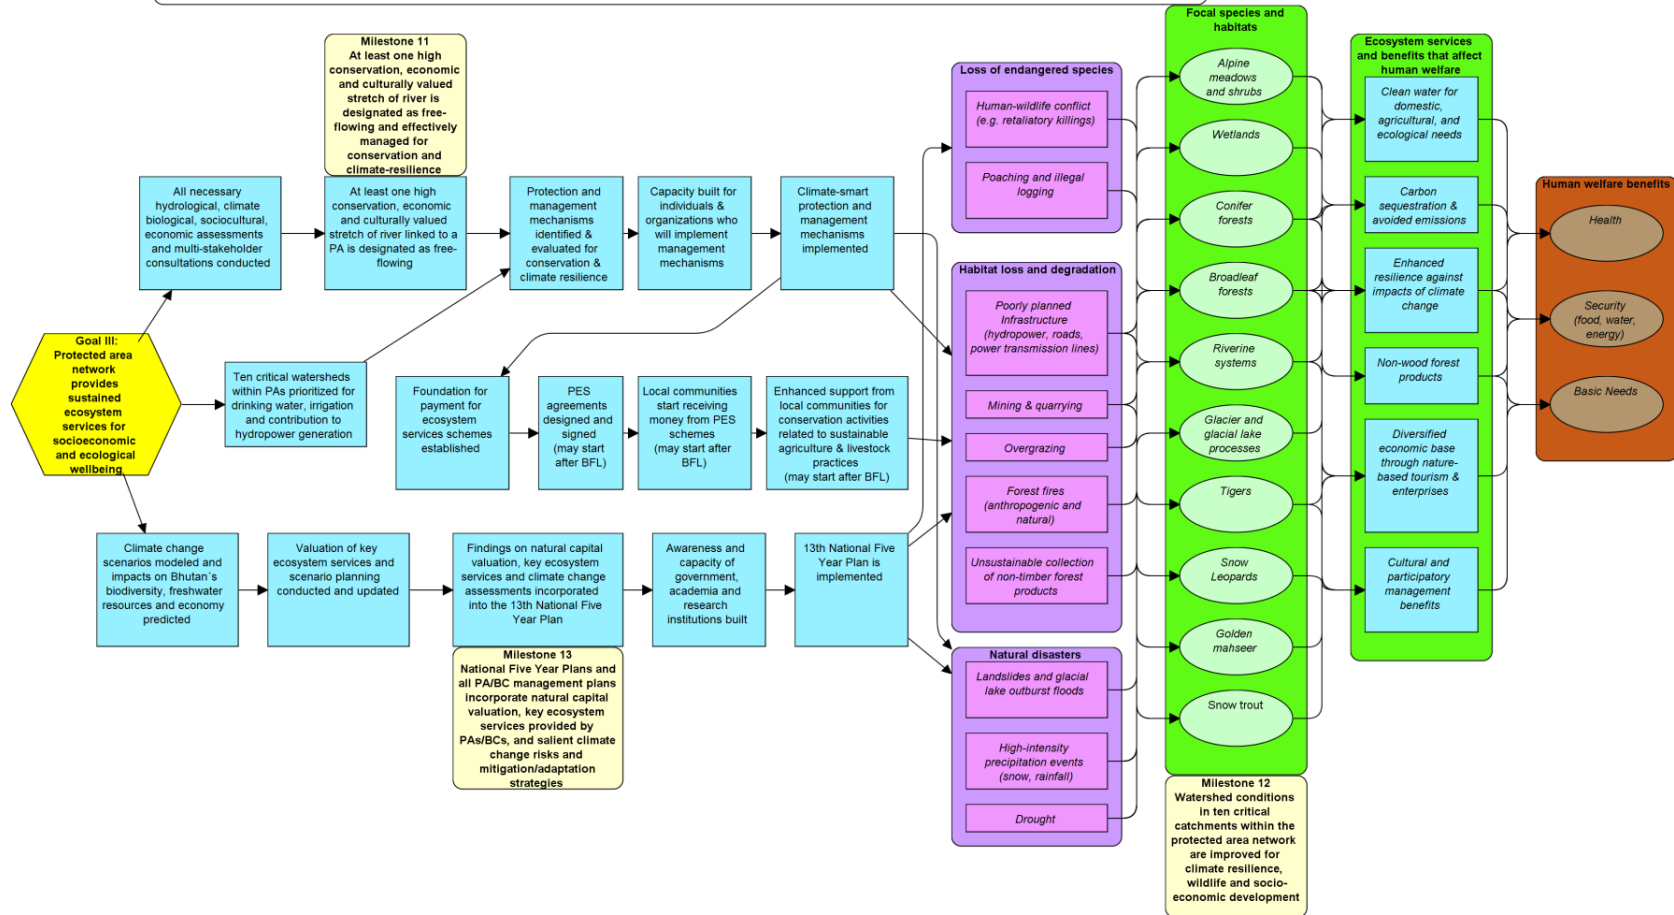 Milestone 11
At least one high
conservation, economic
and culturally valued
stretch of river is
designated as free-
flowing and effectively
managed for
conservation and
climate-resilience
All necessary
hydrological, climate
biological, sociocultural,
economic assessments
and multi-stakeholder
consultations conducted
At least one high
conservation, economic
and culturally valued
stretch of river linked to a
PA is designated as free-
flowing
Protection and
management
mechanisms
identified &
evaluated for
conservation &
climate resilience
Capacity built for
individuals &
organizations who
will implement
management
mechanisms
Climate-smart
protection and
management
mechanisms
implemented
Goal III:
Protected area
network
provides
sustained
ecosystem
services for
socioeconomic
and ecological
wellbeing
Ten critical watersheds
within PAs prioritized for
drinking water, irrigation
and contribution to
hydropower generation
Foundation for
payment for
ecosystem
services schemes
established
PES
agreements
designed and
signed
(may start
after BFL)
Local communities
start receiving
money from PES
schemes
(may start after
BFL)
Enhanced support from
local communities for
conservation activities
related to sustainable
agriculture & livestock
practices
(may start after BFL)
Climate change
scenarios modeled and
impacts on Bhutan´s
biodiversity, freshwater
resources and economy
predicted
Valuation of key
ecosystem services and
scenario planning
conducted and updated
Findings on natural capital
valuation, key ecosystem
services and climate change
assessments incorporated
into the 13th National Five
Year Plan
Awareness and
capacity of
government,
academia and
research
institutions built
13th National Five
Year Plan is
implemented
Milestone 13
National Five Year Plans and
all PA/BC management plans
incorporate natural capital
valuation, key ecosystem
services provided by
PAs/BCs, and salient climate
change risks and
mitigation/adaptation
strategies
Loss of endangered species
Human-wildlife conflict
(e.g. retaliatory killings)
Poaching and illegal
logging
Habitat loss and degradation
Poorly planned
Infrastructure
(hydropower, roads,
power transmission lines)
Mining & quarrying
Overgrazing
Forest fires
(anthropogenic and
natural)
Unsustainable collection
of non-timber forest
products
Natural disasters
Landslides and glacial
lake outburst floods
High-intensity
precipitation events
(snow, rainfall)
Drought
Focal species and
habitats
Alpine
meadows
and shrubs
Wetlands
Conifer
forests
Broadleaf
forests
Riverine
systems
Glacier and
glacial lake
processes
Tigers
Snow
Leopards
Golden
mahseer
Snow trout
Milestone 12
Watershed conditions
in ten critical
catchments within the
protected area network
are improved for
climate resilience,
wildlife and socio-
economic development
Ecosystem services
and benefits that affect
human welfare
Clean water for
domestic,
agricultural, and
ecological needs
Carbon
sequestration &
avoided emissions
Enhanced
resilience against
impacts of climate
change
Non-wood forest
products
Diversified
economic base
through nature-
based tourism &
enterprises
Cultural and
participatory
management
benefits
Human welfare benefits
Health
Security
(food, water,
energy)
Basic Needs